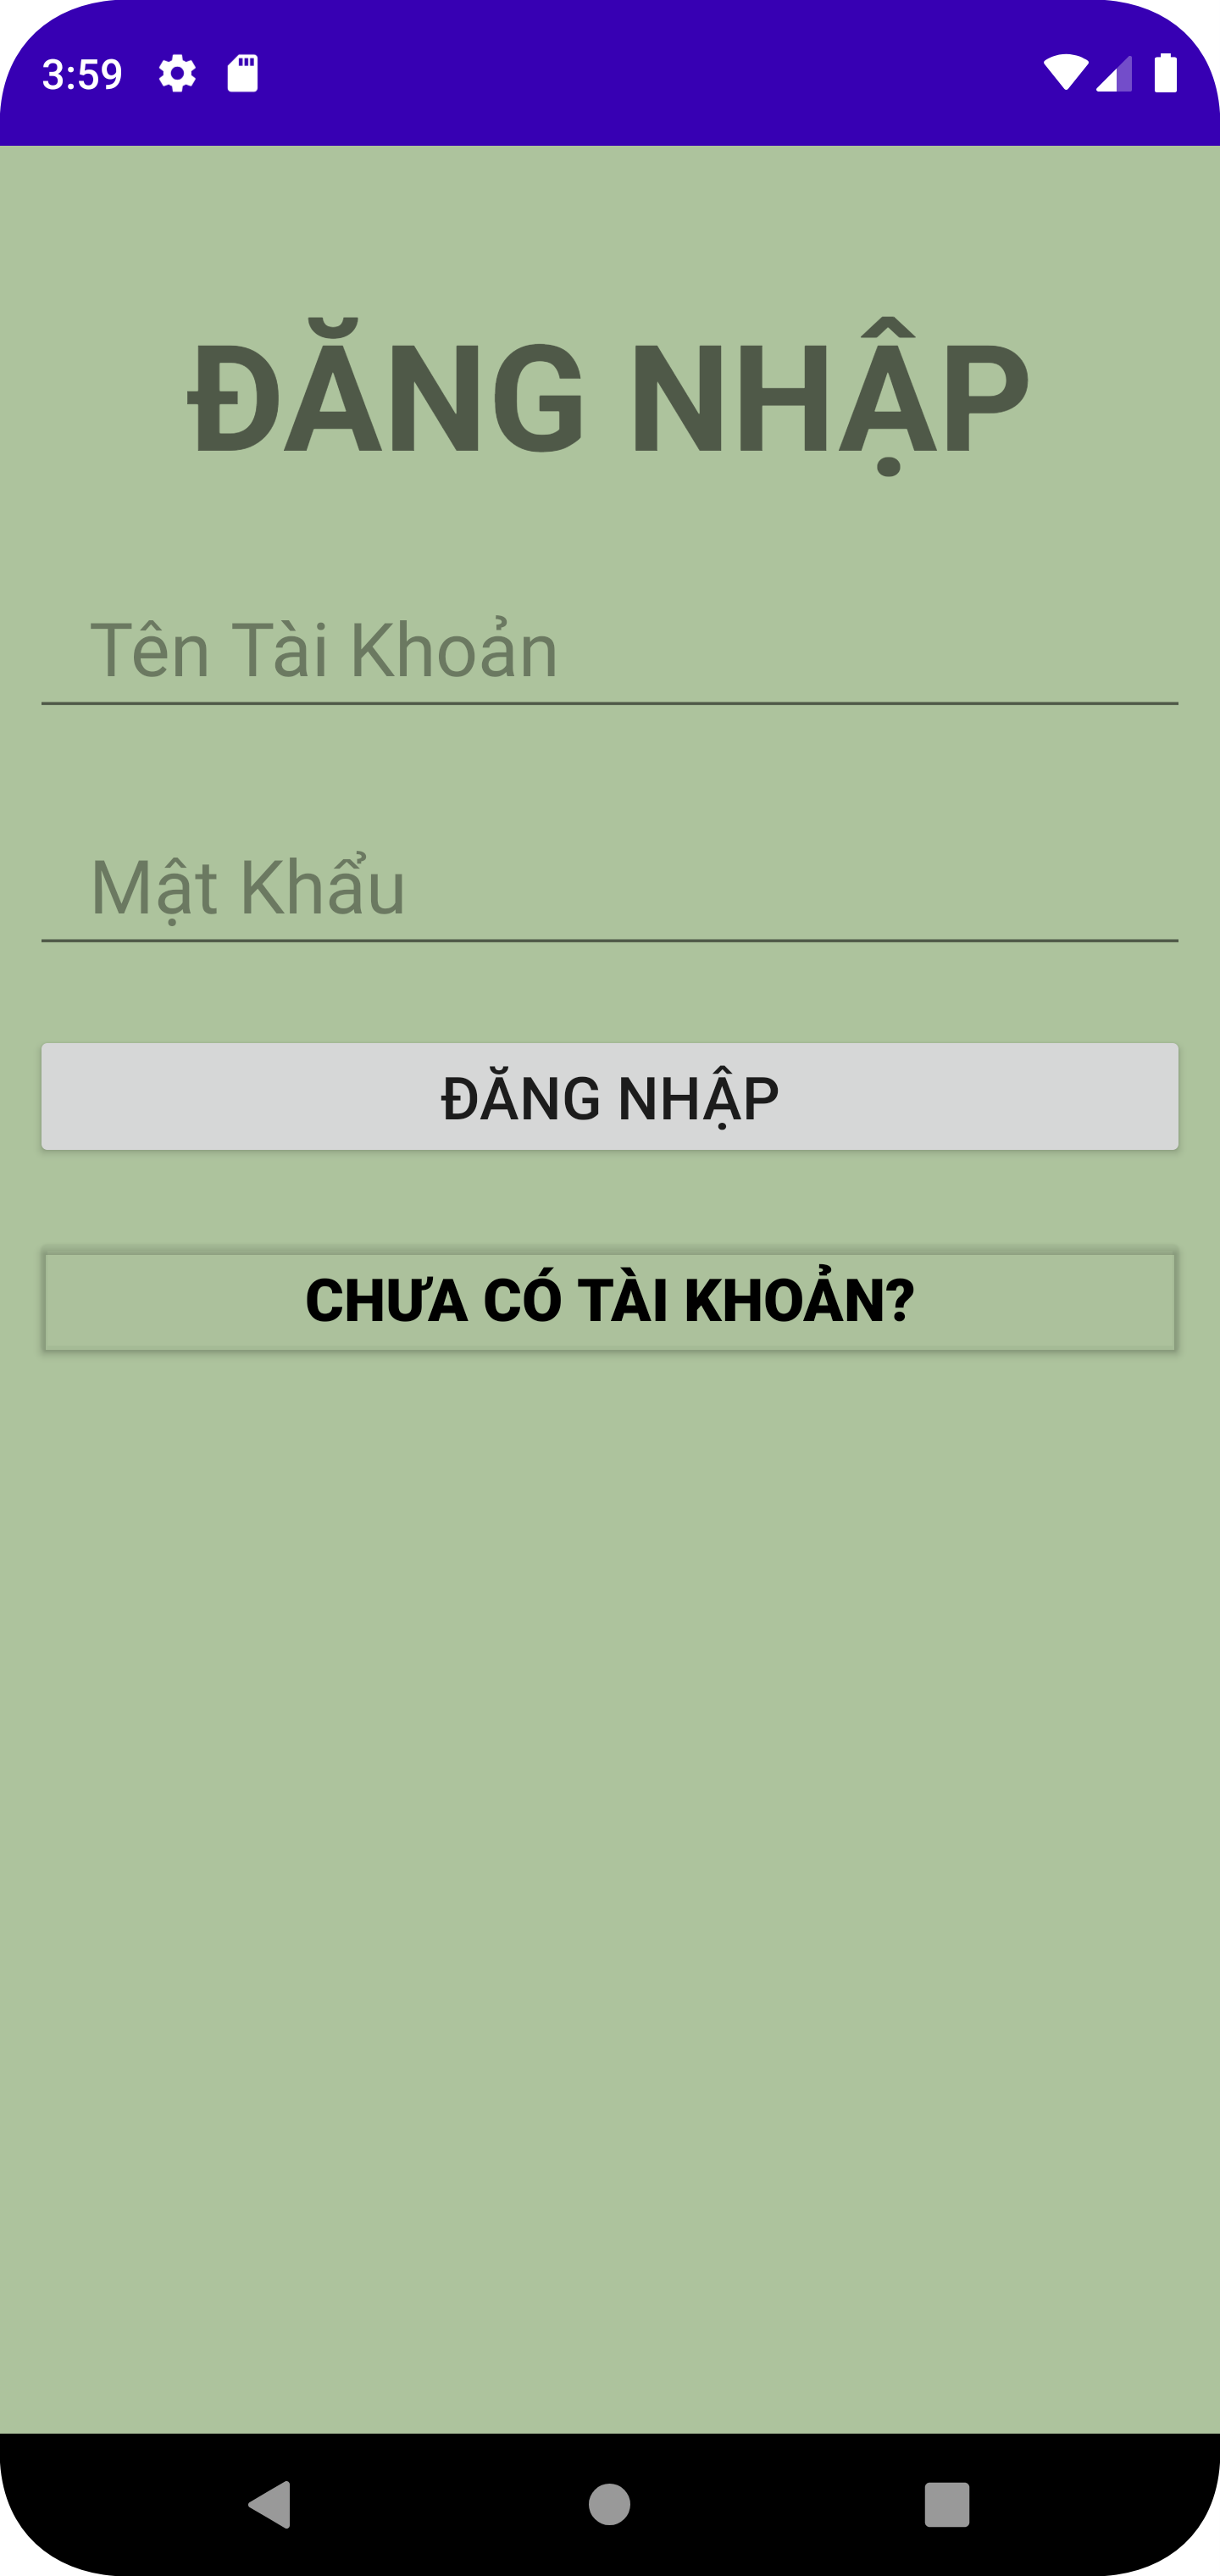 3:59
ĐĂNG NHẬP
Tên Tài Khoản
Mật Khẩu
ĐĂNG NHẬP
CHƯA CÓ TÀI KHOẢN?